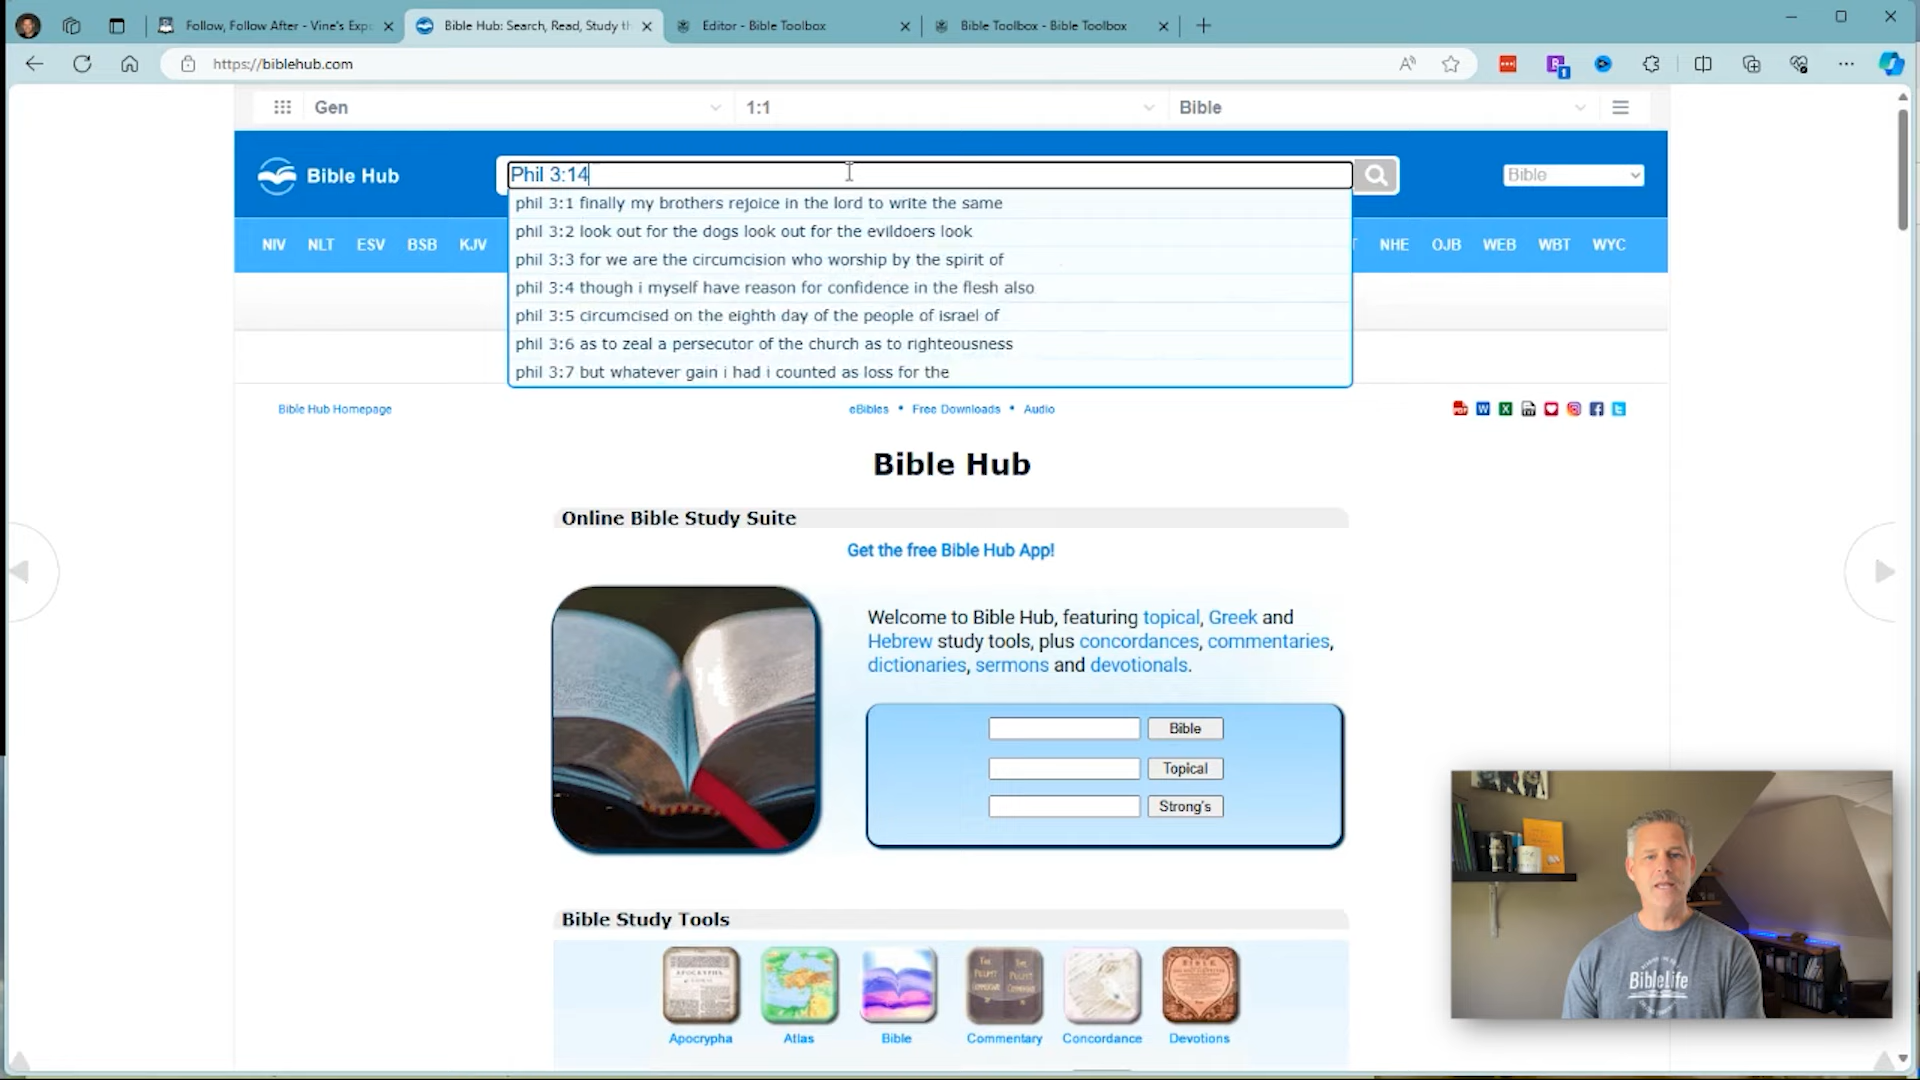 Follow, Follow After - Vine's Expo
Bible Hub: Search, Read, Study th
Editor - Bible Toolbox
Bible Toolbox - Bible Toolbox
https://biblehub.com
Gen
1:1
Bible
Bible Hub
Phil 3:14
Bible
phil 3:1 finally my brothers rejoice in the lord to write the same
phil 3:2 look out for the dogs look out for the evildoers look
phil 3:3 for we are the circumcision who worship by the spirit of
phil 3:4 though i myself have reason for confidence in the flesh also
phil 3:5 circumcised on the eighth day of the people of israel of
phil 3:6 as to zeal a persecutor of the church as to righteousness
phil 3:7 but whatever gain i had i counted as loss for the
NIV NLT ESV BSB KJV
NHE OJB WEB WBT WYC
Bible Hub Homepage
eBibles • Free Downloads • Audio
Bible Hub
Online Bible Study Suite
Get the free Bible Hub App!
Welcome to Bible Hub, featuring topical, Greek and
Hebrew study tools, plus concordances, commentaries,
dictionaries, sermons and devotionals.
Bible
Topical
Strong's
Bible Study Tools
Apocrypha
Atlas
Bible
Commentary
Concordance
Devotions
BibleLife